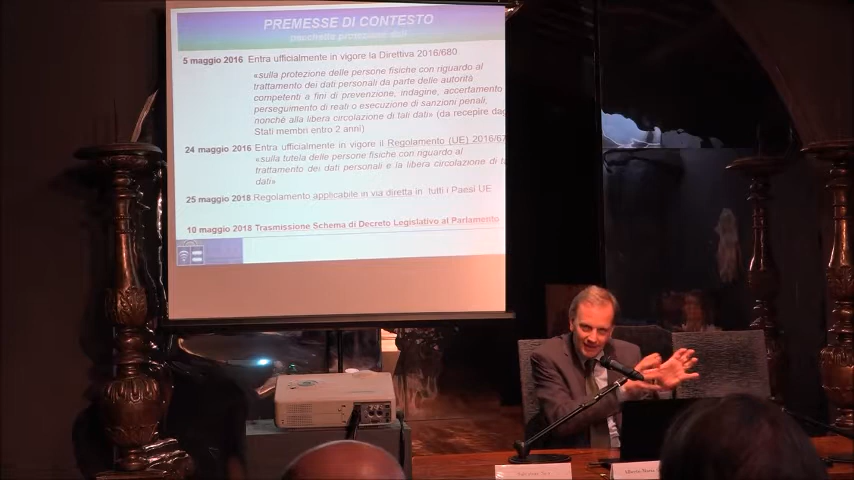 PREMESSE DI CONTESTO
pacchetto protezione dati
5 maggio 2016 Entra ufficialmente in vigore la Direttiva 2016/680
«sulla protezione delle persone fisiche con riguardo al
trattamento dei dati personali da parte delle autorità
competenti a fini di prevenzione, indagine, accertamento
perseguimento di reati o esecuzione di sanzioni penali,
nonché alla libera circolazione di tali dati» (da recepire dag
Stati membri entro 2 anni)
24 maggio 2016 Entra ufficialmente in vigore il Regolamento (UE) 2016/67
«sulla tutela delle persone fisiche con riguardo al
trattamento dei dati personali e la libera circolazione di t
dati»
25 maggio 2018 Regolamento applicabile in via diretta in tutti i Paesi UE
10 maggio 2018 Trasmissione Schema di Decreto Legislativo al Parlamento